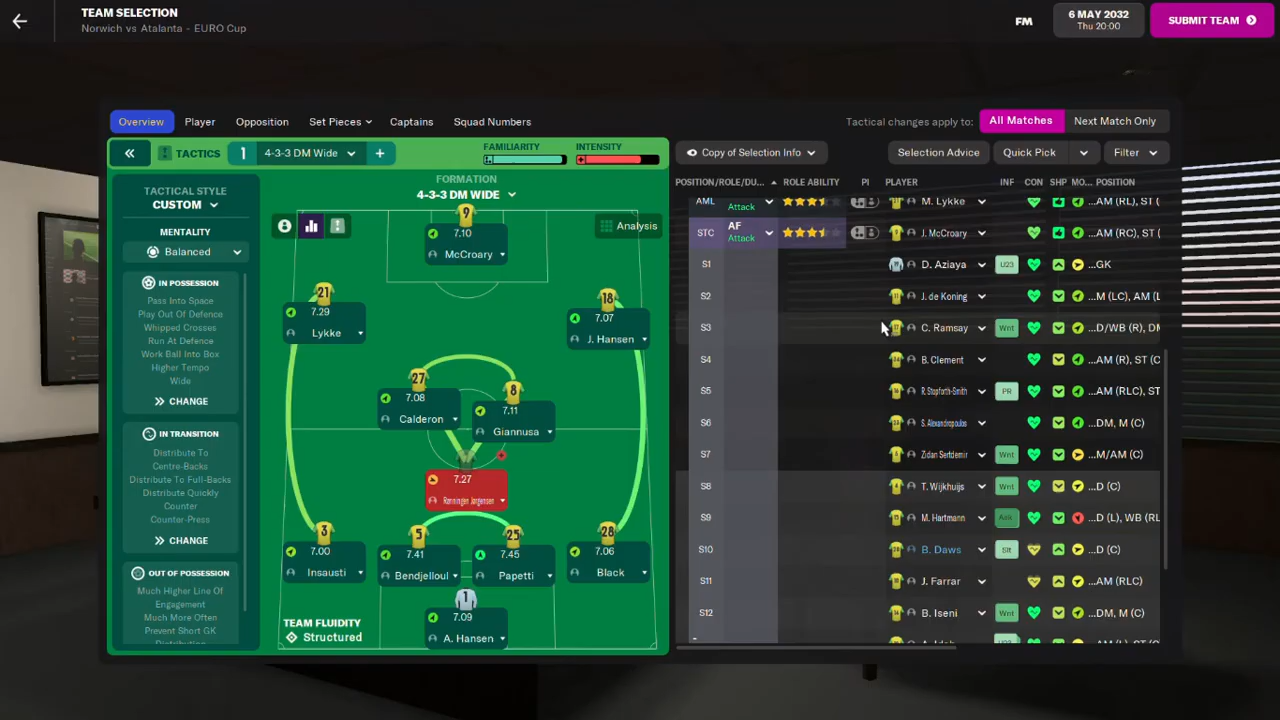 TEAM SELECTION
Norwich vs Atalanta - EURO Cup
FM
6 MAY 2032
Thu 20:00
SUBMIT TEAM
Overview
Player
Opposition
Set Pieces
Captains
Squad Numbers
Tactical changes apply to:
All Matches
Next Match Only
TACTICS
1
4-3-3 DM Wide
FAMILIARITY
INTENSITY
Copy of Selection Info
Selection Advice
Quick Pick
Filter
TACTICAL STYLE
CUSTOM
MENTALITY
Balanced
IN POSSESSION
Pass Into Space
Play Out Of Defence
Whipped Crosses
Run At Defence
Work Ball Into Box
Higher Tempo
Wide
CHANGE
IN TRANSITION
Distribute To
Centre-Backs
Distribute To Full-Backs
Distribute Quickly
Counter
Counter-Press
CHANGE
OUT OF POSSESSION
Much Higher Line of
Engagement
Much More Often
Prevent Short GK
FORMATION
4-3-3 DM WIDE
Analysis
9
7.10
McCroary
21
7.29
Lykke
18
7.07
J. Hansen
27
7.08
Calderon
8
7.11
Giannusa
7.27
Rønningen Jørgensen
3
7.00
Insausti
5
7.41
Bendjelloul
25
7.45
Papetti
28
7.06
Black
1
7.09
A. Hansen
TEAM FLUIDITY
Structured
POSITION/ROLE/DU...
ROLE ABILITY
PI
PLAYER
INF
CON
SHP
MO...
POSITION
AML Attack M. Lykke ...AM (RL), ST (
STC AF Attack J. McCroary ...AM (RC), ST (
S1 D. Aziaya U23 ...GK
S2 J. de Koning ...M (LC), AM (L
S3 C. Ramsay Wnt ...D/WB (R), DM
S4 B. Clement ...AM (R), ST (C
S5 R. Stopforth-Smith PR ...AM (RLC), ST
S6 S. Alexandropoulos ...DM, M (C)
S7 Zidan Sertdemir Wnt ...M/AM (C)
S8 T. Wijkhuijs Wnt ...D (C)
S9 M. Hartmann ...D (L), WB (RL
S10 B. Daws Slt ...D (C)
S11 J. Farrar ...AM (RLC)
S12 B. Iseni Wnt ...DM, M (C)